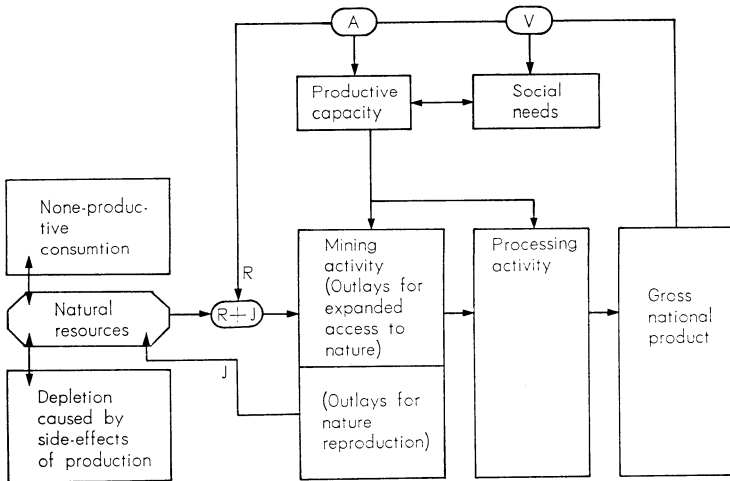 A
V
Productive
capacity
Social
needs
None-produc-
tive
consumtion
R
Natural
resources
R+J
J
Depletion
caused by
side-effects
of production
Mining
activity
(Outlays for
expanded
access to
nature)
(Outlays for
nature
reproduction)
Processing
activity
Gross
national
product